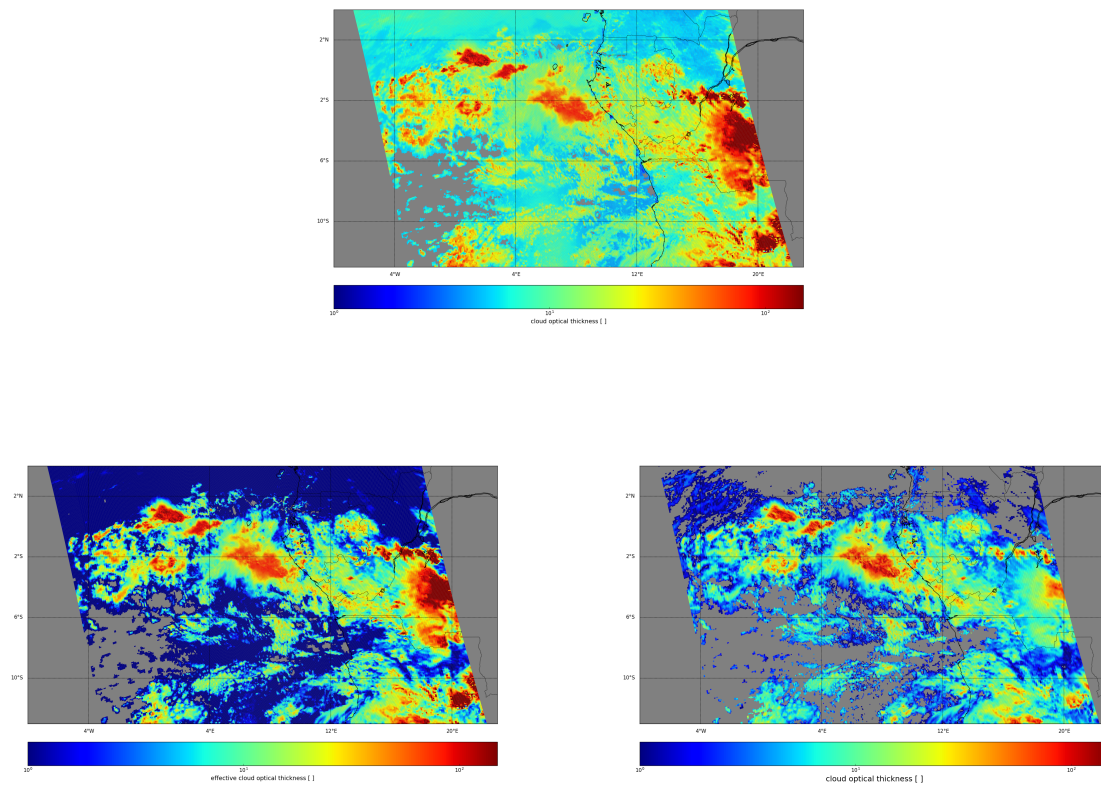 2°N
2°S
6°S
10°S
4°W 4°E 12°E 20°E
10⁰ 10¹ 10²
cloud optical thickness [ ]
2°N
2°S
6°S
10°S
4°W 4°E 12°E 20°E
10⁰ 10¹ 10²
effective cloud optical thickness [ ]
2°N
2°S
6°S
10°S
4°W 4°E 12°E 20°E
10⁰ 10¹ 10²
cloud optical thickness [ ]